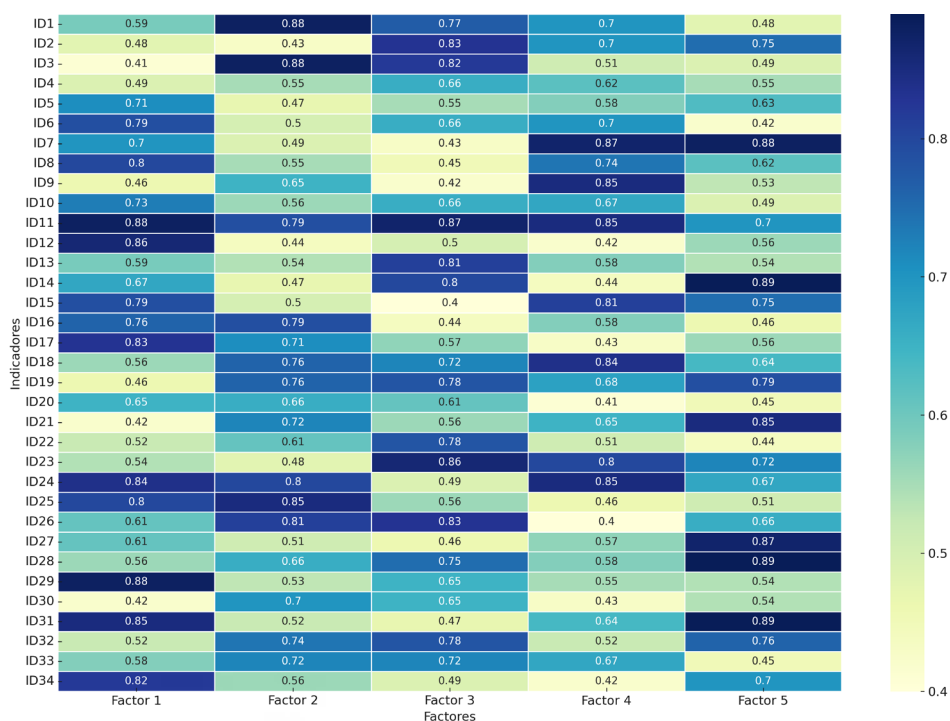 ID1 0.59 0.88 0.77 0.7 0.48
ID2 0.48 0.43 0.83 0.7 0.75
ID3 0.41 0.88 0.82 0.51 0.49
ID4 0.49 0.55 0.66 0.62 0.55
ID5 0.71 0.47 0.55 0.58 0.63
ID6 0.79 0.5 0.66 0.7 0.42
ID7 0.7 0.49 0.43 0.87 0.88
ID8 0.8 0.55 0.45 0.74 0.62
ID9 0.46 0.65 0.42 0.85 0.53
ID10 0.73 0.56 0.66 0.67 0.49
ID11 0.88 0.79 0.87 0.85 0.7
ID12 0.86 0.44 0.5 0.42 0.56
ID13 0.59 0.54 0.81 0.58 0.54
ID14 0.67 0.47 0.8 0.44 0.89
ID15 0.79 0.5 0.4 0.81 0.75
ID16 0.76 0.79 0.44 0.58 0.46
ID17 0.83 0.71 0.57 0.43 0.56
ID18 0.56 0.76 0.72 0.84 0.64
ID19 0.46 0.76 0.78 0.68 0.79
ID20 0.65 0.66 0.61 0.41 0.45
ID21 0.42 0.72 0.56 0.65 0.85
ID22 0.52 0.61 0.78 0.51 0.44
ID23 0.54 0.48 0.86 0.8 0.72
ID24 0.84 0.8 0.49 0.85 0.67
ID25 0.8 0.85 0.56 0.46 0.51
ID26 0.61 0.81 0.83 0.4 0.66
ID27 0.61 0.51 0.46 0.57 0.87
ID28 0.56 0.66 0.75 0.58 0.89
ID29 0.88 0.53 0.65 0.55 0.54
ID30 0.42 0.7 0.65 0.43 0.54
ID31 0.85 0.52 0.47 0.64 0.89
ID32 0.52 0.74 0.78 0.52 0.76
ID33 0.58 0.72 0.72 0.67 0.45
ID34 0.82 0.56 0.49 0.42 0.7
Factor 1 Factor 2 Factor 3 Factor 4 Factor 5
Factores
Indicadores
0.8
0.7
0.6
0.5
0.4